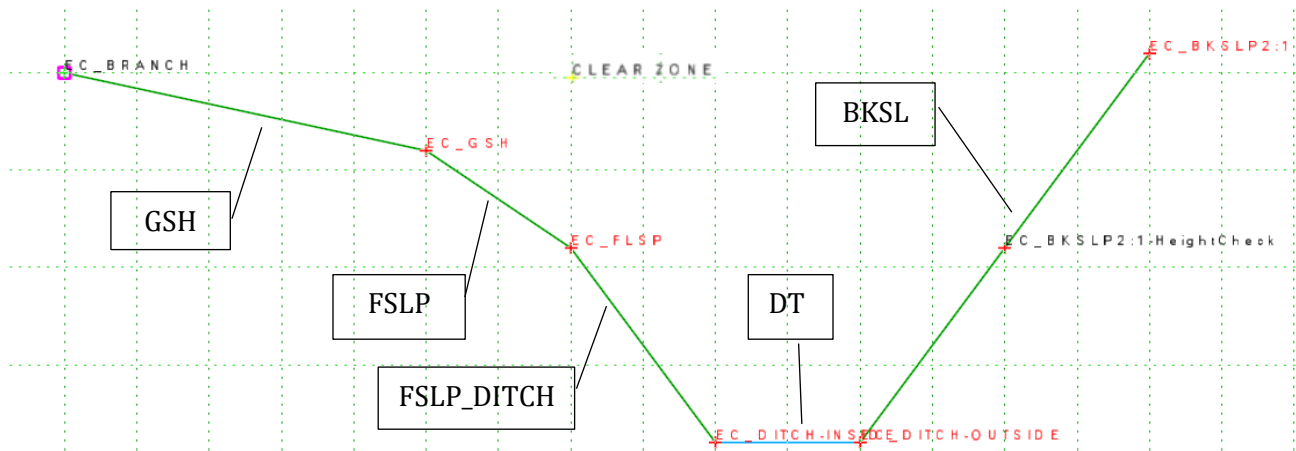 EC_BRANCH
CLEAR ZONE
EC_BKSLP2:1
BKSL
EC_GSH
GSH
EC_FLSP
EC_BKSLP2:1-HeightCheck
FSLP
DT
FSLP_DITCH
EC_DITCH-INSIDE
EC_DITCH-OUTSIDE